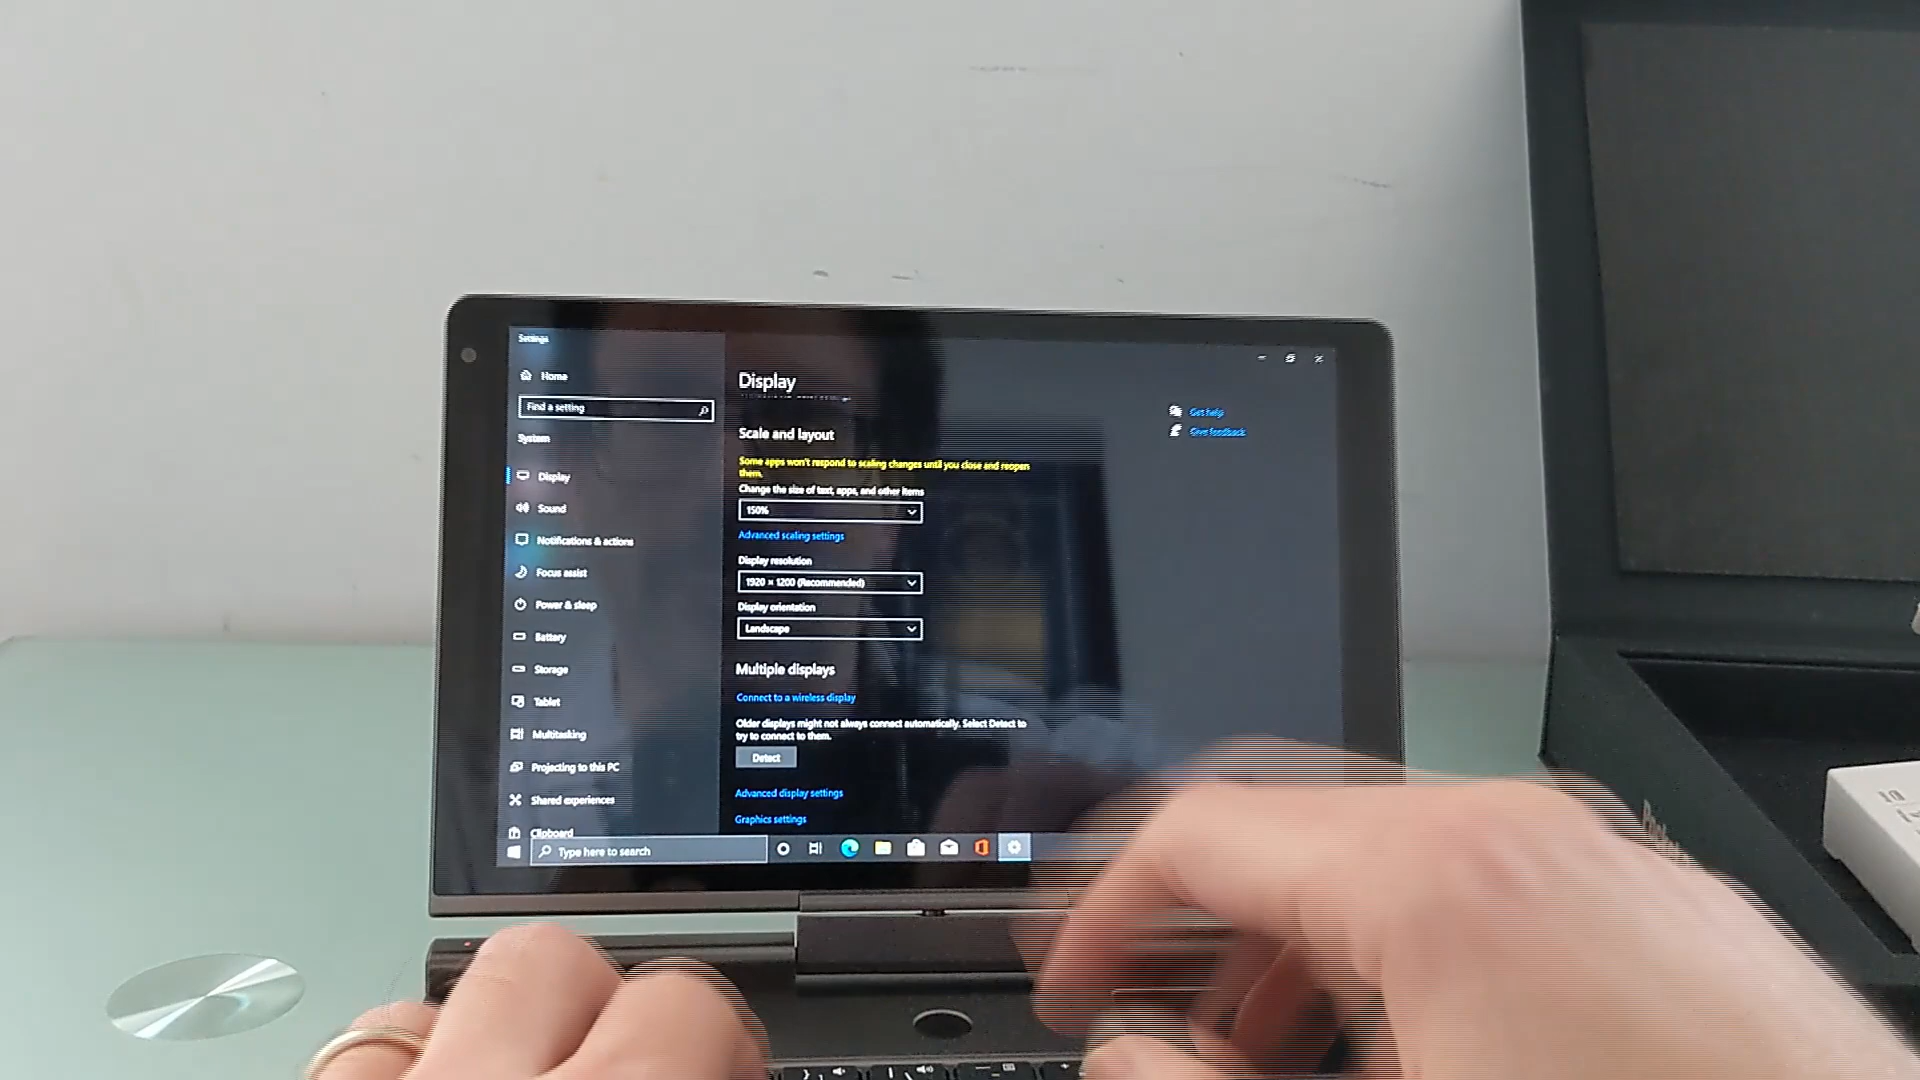 Settings
Home
Find a setting
System
Display
Sound
Notifications & actions
Focus assist
Power & sleep
Battery
Storage
Tablet
Multitasking
Projecting to this PC
Shared experiences
Clipboard
Display
Scale and layout
Some apps won't respond to scaling changes until you close and reopen
them.
Change the size of text, apps, and other items
150%
Advanced scaling settings
Display resolution
1920 × 1200 (Recommended)
Display orientation
Landscape
Multiple displays
Connect to a wireless display
Older displays might not always connect automatically. Select Detect to
try to connect to them.
Detect
Advanced display settings
Graphics settings
Get help
Give feedback
Type here to search